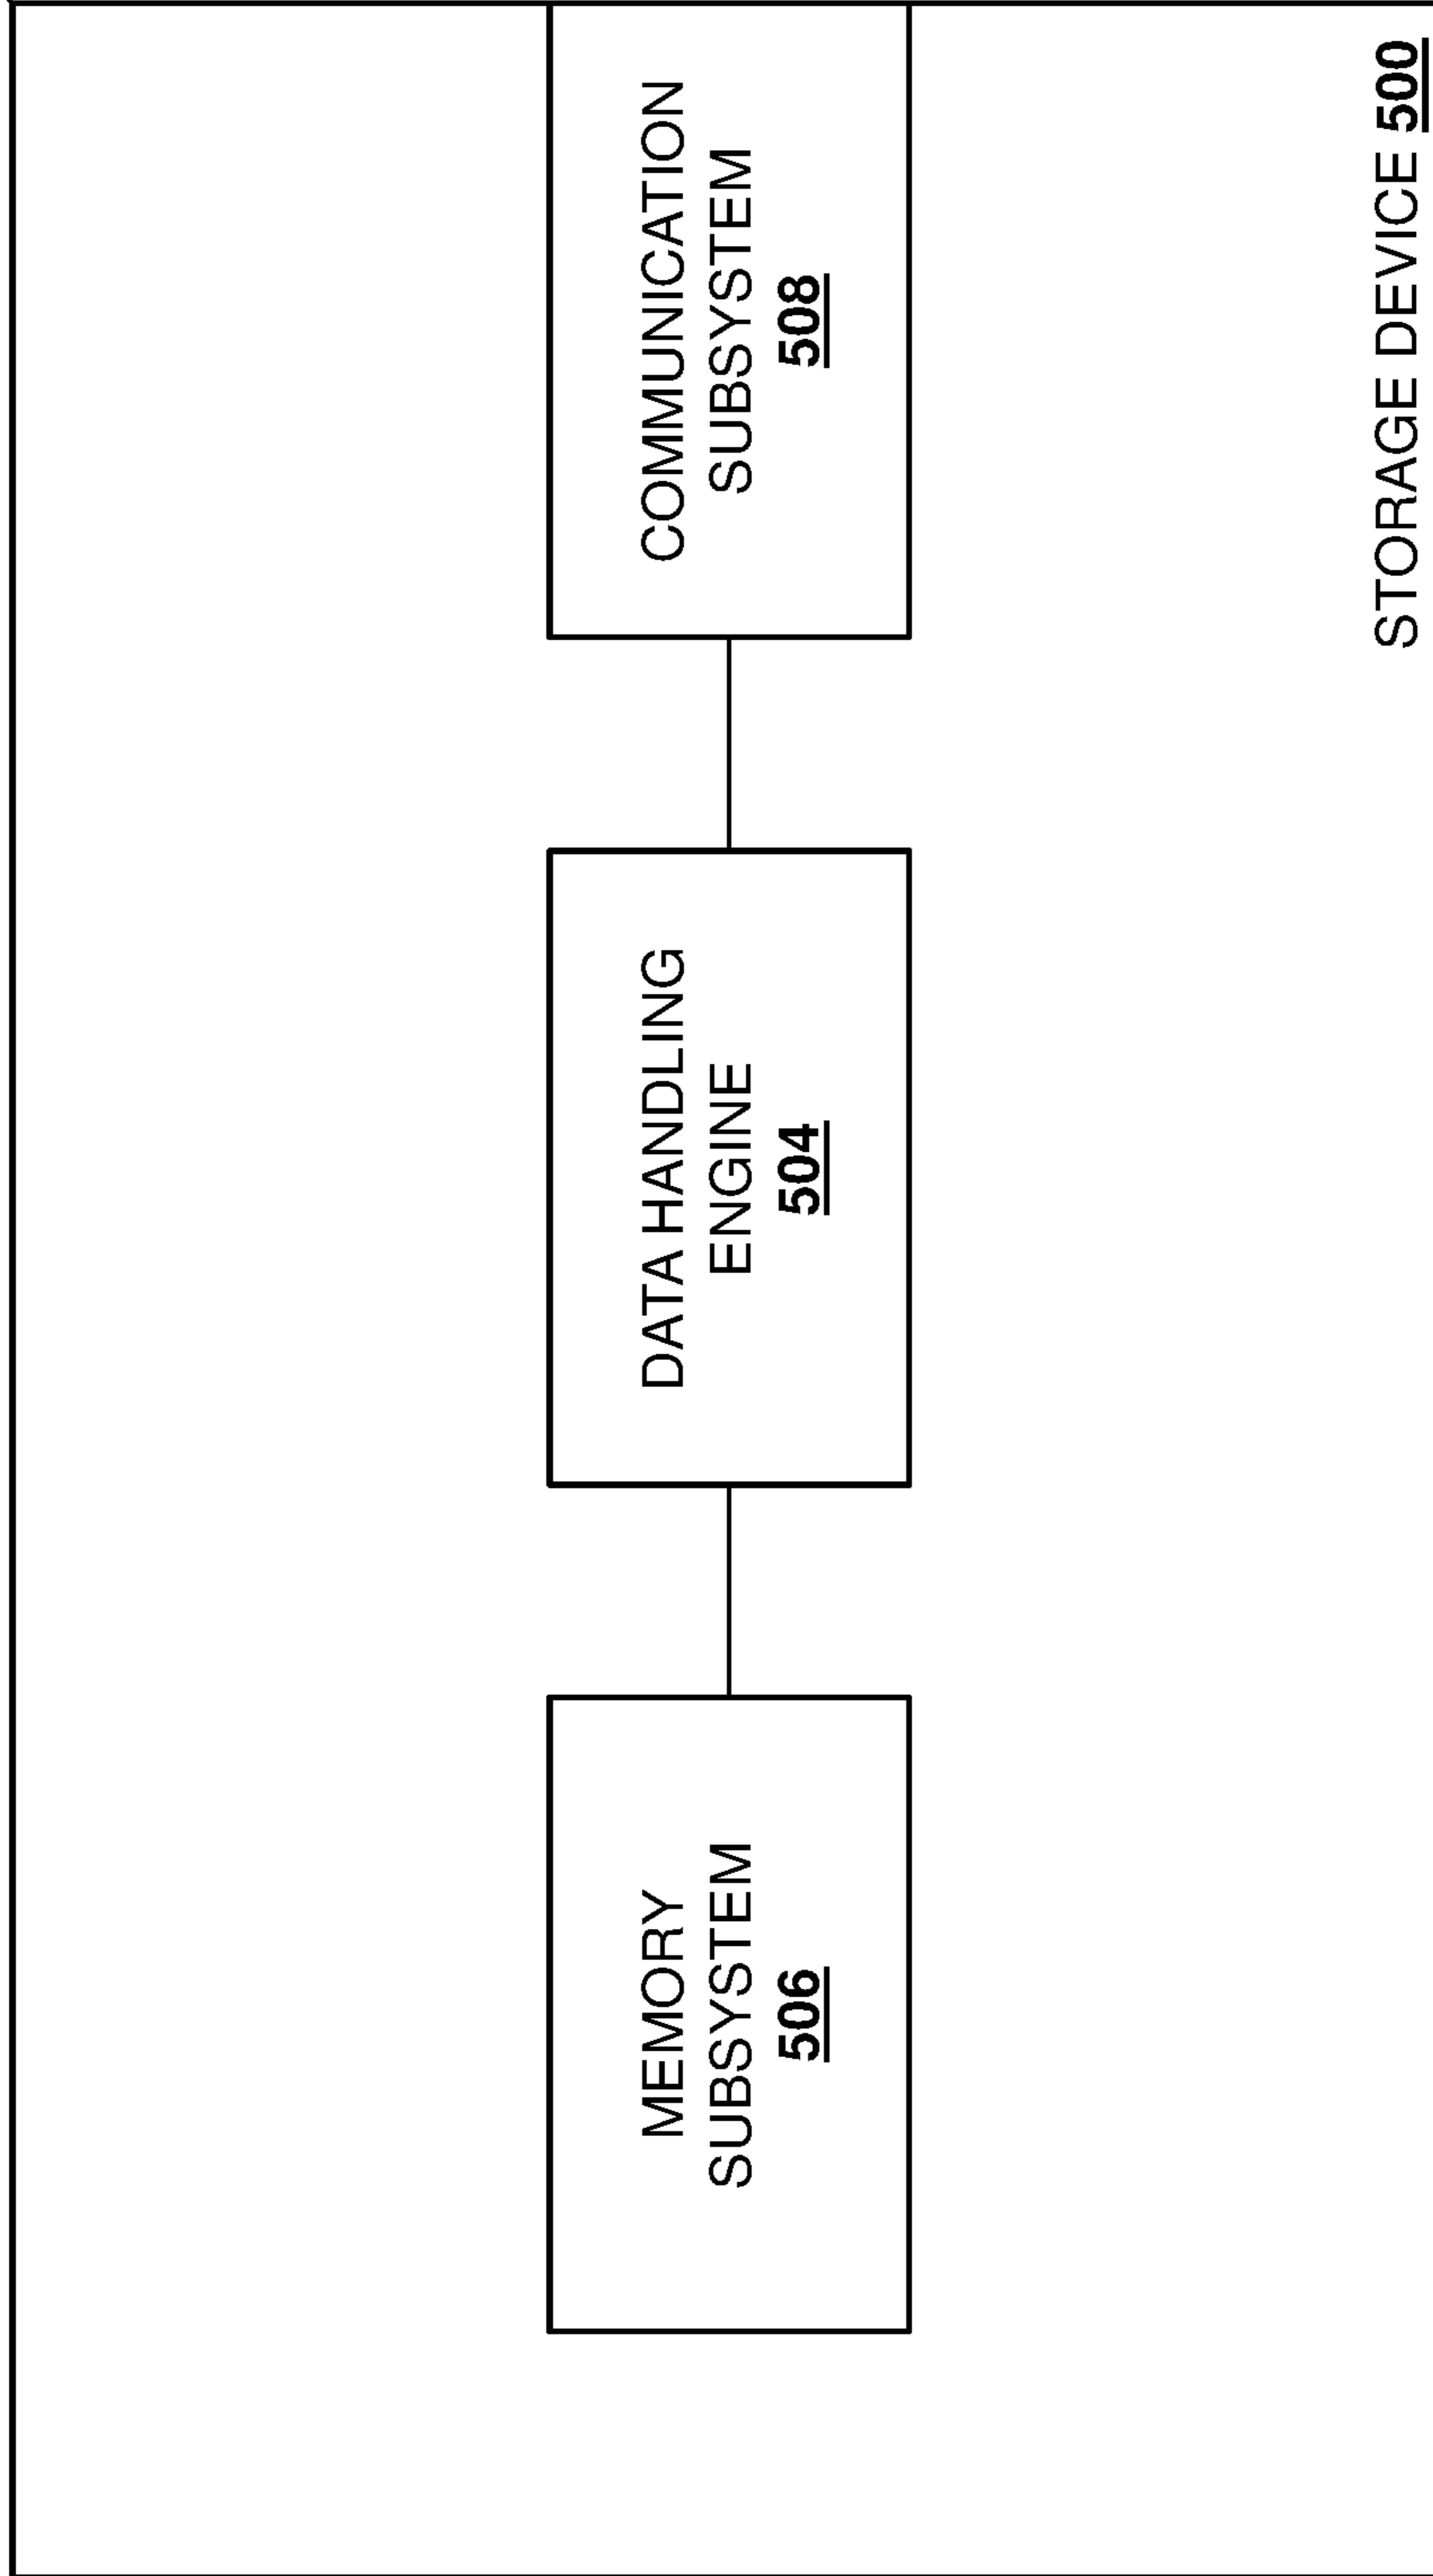 MEMORY
SUBSYSTEM
506
DATA HANDLING
ENGINE
504
COMMUNICATION
SUBSYSTEM
508
STORAGE DEVICE 500